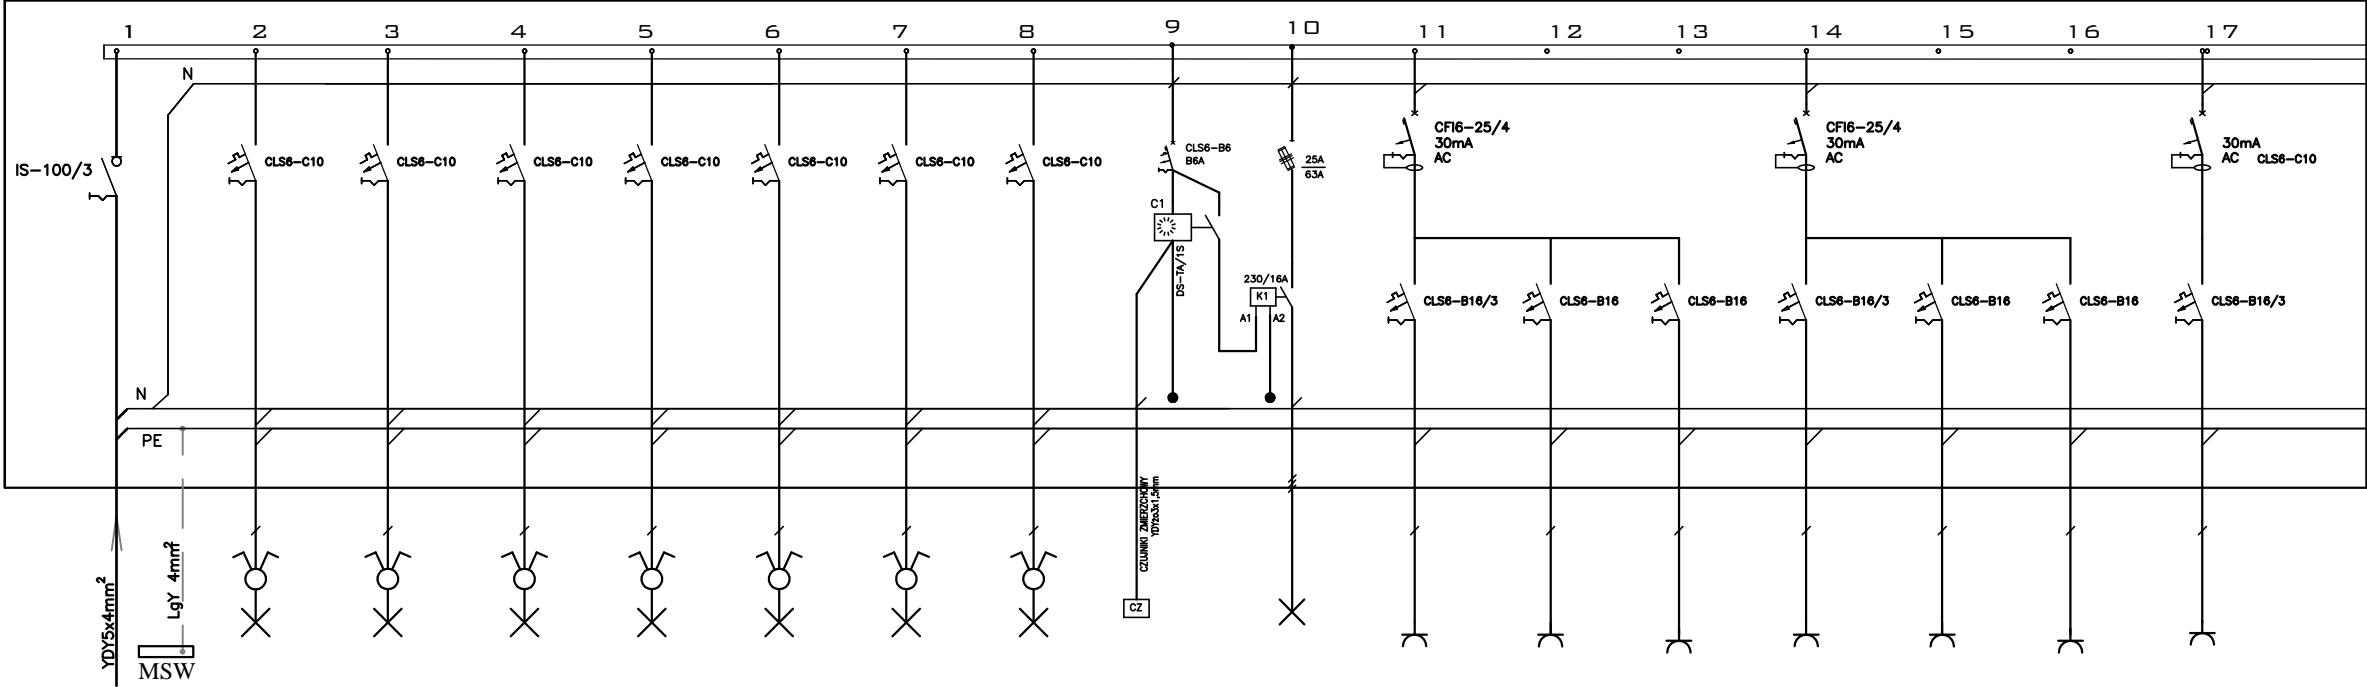 1 2 3 4 5 6 7 8 9 10 11 12 13 14 15 16 17
N
IS-100/3
CLS6-C10
CLS6-C10
CLS6-C10
CLS6-C10
CLS6-C10
CLS6-C10
CLS6-C10
CLS6-B6
B6A
C1
DS-TA/1S
25A
63A
230/16A
K1
A1 A2
CFI6-25/4
30mA
AC
CFI6-25/4
30mA
AC
30mA
AC CLS6-C10
CLS6-B16/3
CLS6-B16
CLS6-B16
CLS6-B16/3
CLS6-B16
CLS6-B16
CLS6-B16/3
N
PE
YDY5x4mm²
LgY 4mm²
MSW
CZUJNIKI ZMIERZCHOWY
YDYżo3x1,5mm
CZ